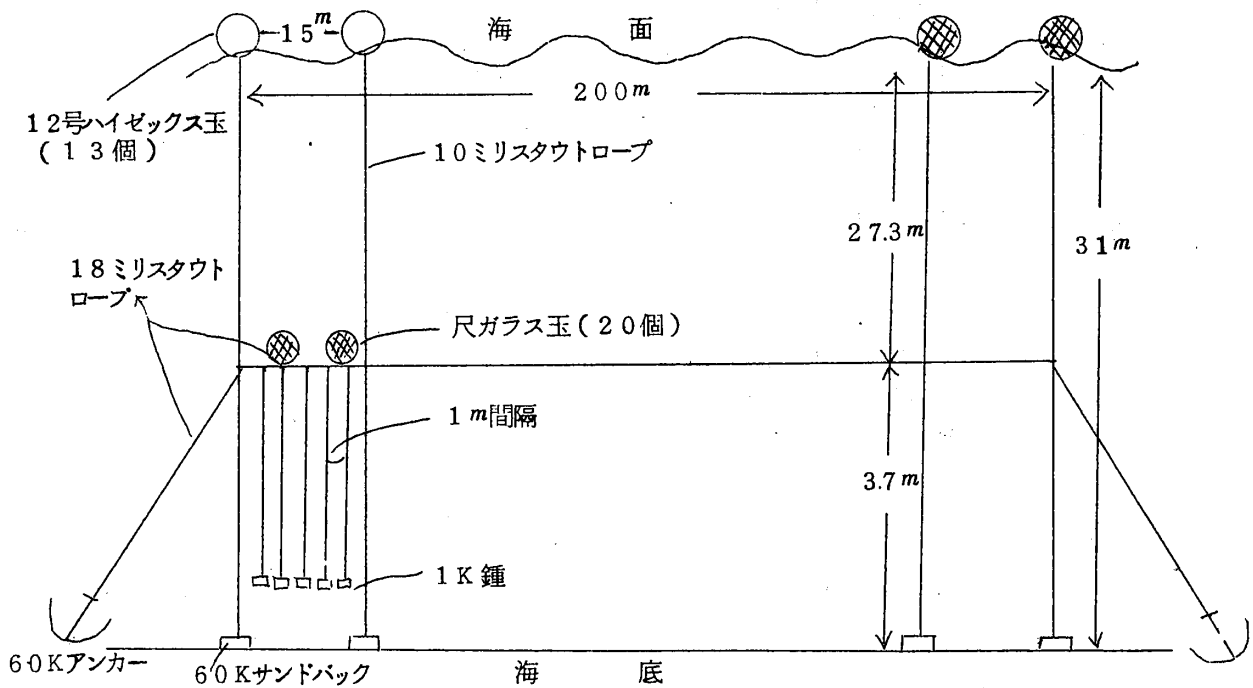 15m
海面
200m
12号ハイゼックス玉
(13個)
10ミリスタウトロープ
27.3m
31m
18ミリスタウト
ロープ
尺ガラス玉(20個)
1m間隔
3.7m
1K錘
60Kアンカー
60Kサンドバック
海底